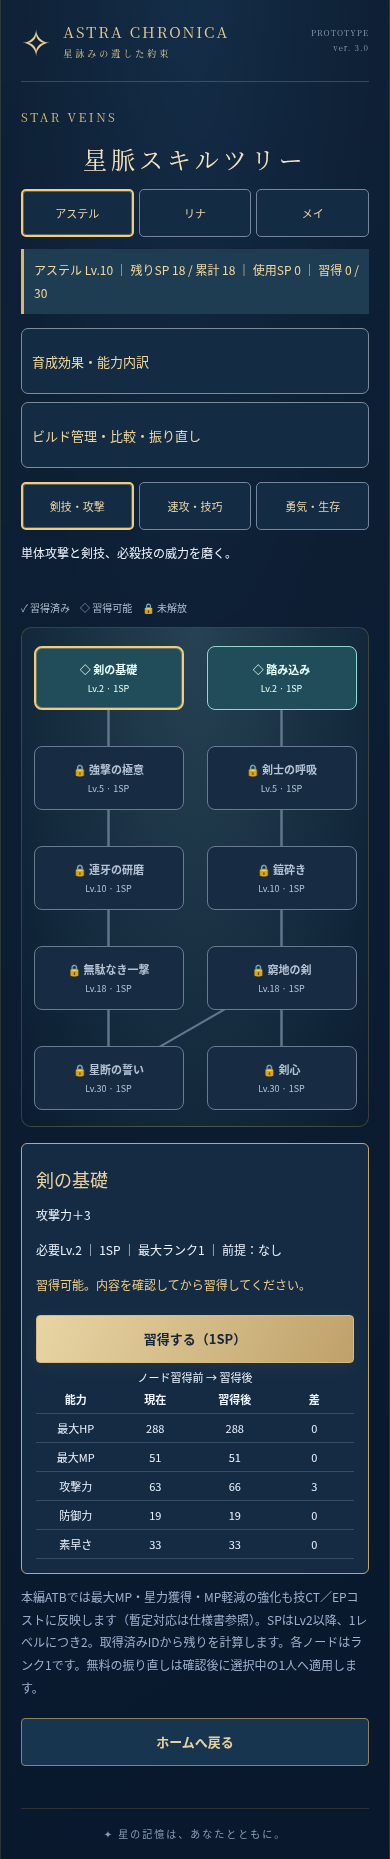 ASTRA CHRONICA
星詠みの遺した約束
PROTOTYPE
ver. 3.0
STAR VEINS
星脈スキルツリー
アステル
リナ
メイ
アステル Lv.10 ｜ 残りSP 18 / 累計 18 ｜ 使用SP 0 ｜ 習得 0 /
30
育成効果・能力内訳
ビルド管理・比較・振り直し
剣技・攻撃
速攻・技巧
勇気・生存
単体攻撃と剣技、必殺技の威力を磨く。
✓習得済み ◇習得可能 🔒未解放
◇ 剣の基礎
Lv.2 · 1SP
◇ 踏み込み
Lv.2 · 1SP
🔒 強撃の極意
Lv.5 · 1SP
🔒 剣士の呼吸
Lv.5 · 1SP
🔒 連牙の研磨
Lv.10 · 1SP
🔒 鎧砕き
Lv.10 · 1SP
🔒 無駄なき一撃
Lv.18 · 1SP
🔒 窮地の剣
Lv.18 · 1SP
🔒 星断の誓い
Lv.30 · 1SP
🔒 剣心
Lv.30 · 1SP
剣の基礎
攻撃力＋3
必要Lv.2 ｜ 1SP ｜ 最大ランク1 ｜ 前提：なし
習得可能。内容を確認してから習得してください。
習得する（1SP）
ノード習得前 → 習得後
能力 現在 習得後 差
最大HP 288 288 0
最大MP 51 51 0
攻撃力 63 66 3
防御力 19 19 0
素早さ 33 33 0
本編ATBでは最大MP・星力獲得・MP軽減の強化も技CT／EPコ
ストに反映します（暫定対応は仕様書参照）。SPはLv2以降、1レ
ベルにつき2。取得済みIDから残りを計算します。各ノードはラ
ンク1です。無料の振り直しは確認後に選択中の1人へ適用しま
す。
ホームへ戻る
✦ 星の記憶は、あなたとともに。